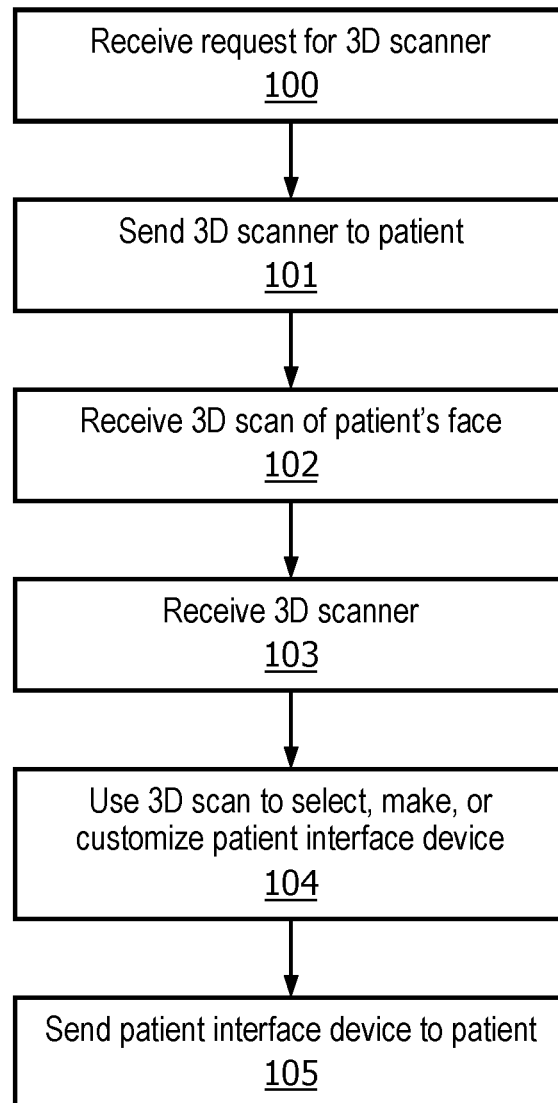 Receive request for 3D scanner
100
Send 3D scanner to patient
101
Receive 3D scan of patient’s face
102
Receive 3D scanner
103
Use 3D scan to select, make, or
customize patient interface device
104
Send patient interface device to patient
105